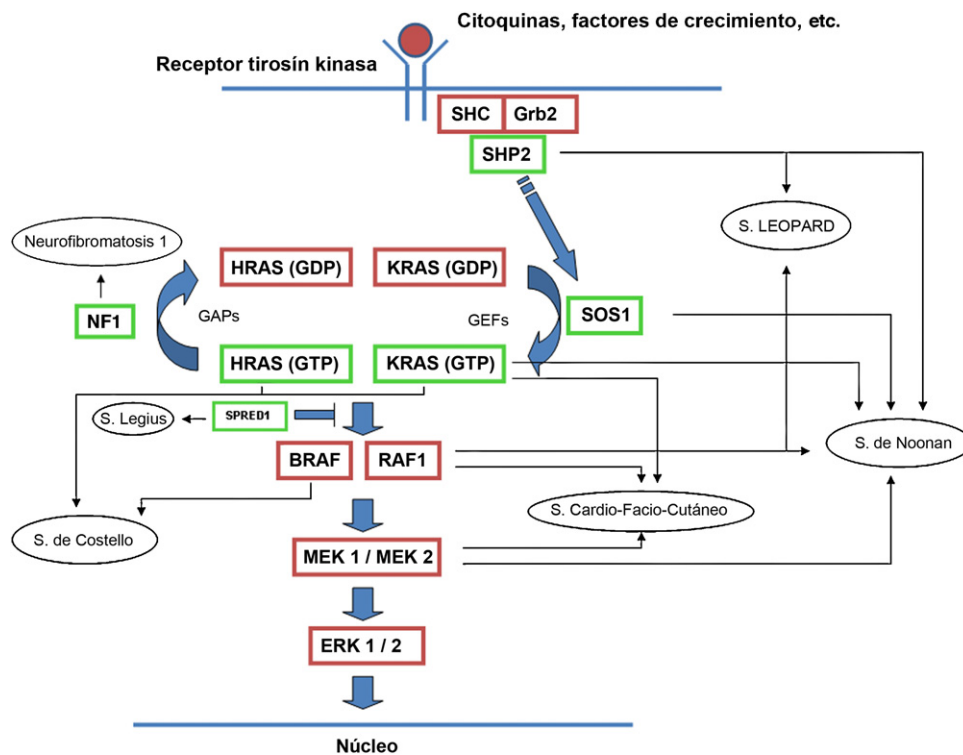 Citoquinas, factores de crecimiento, etc.
Receptor tirosín kinasa
SHC
Grb2
SHP2
S. LEOPARD
Neurofibromatosis 1
HRAS (GDP)
KRAS (GDP)
NF1
GAPs
GEFs
SOS1
HRAS (GTP)
KRAS (GTP)
S. Legius
SPRED1
S. de Noonan
BRAF
RAF1
S. Cardio-Facio-Cutáneo
S. de Costello
MEK 1 / MEK 2
ERK 1 / 2
Núcleo